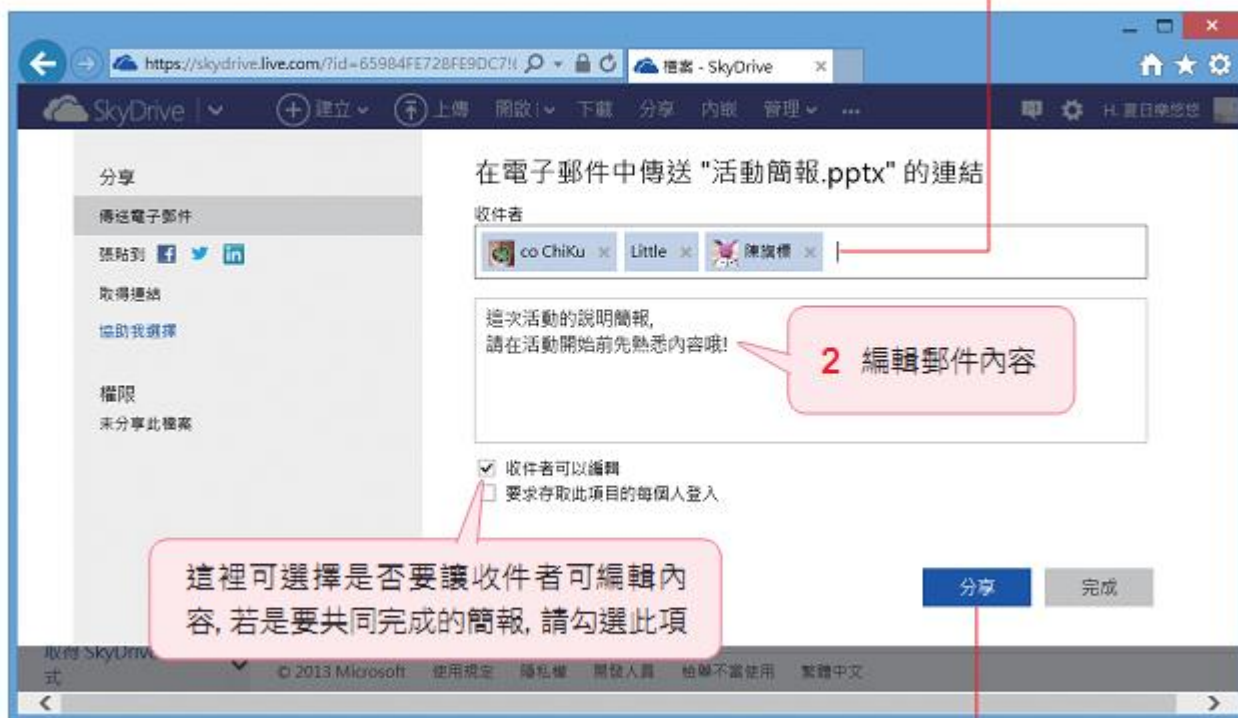 https://skydrive.live.com/?id=65984FE728FE9DC7!(
檔案 - SkyDrive
SkyDrive 建立 上傳 開啟 下載 分享 內嵌 管理 ... H. 夏日樂悠悠
分享
傳送電子郵件
張貼到
取得連結
協助我選擇
權限
未分享此檔案
在電子郵件中傳送 "活動簡報.pptx" 的連結
收件者
co ChiKu × Little × 陳旗標 ×
這次活動的說明簡報,
請在活動開始前先熟悉內容哦!
2 編輯郵件內容
收件者可以編輯
要求存取此項目的每個人登入
這裡可選擇是否要讓收件者可編輯內
容, 若是要共同完成的簡報, 請勾選此項
分享 完成
取得 SkyDrive
式
© 2013 Microsoft 使用規定 隱私權 開發人員 檢舉不當使用 繁體中文